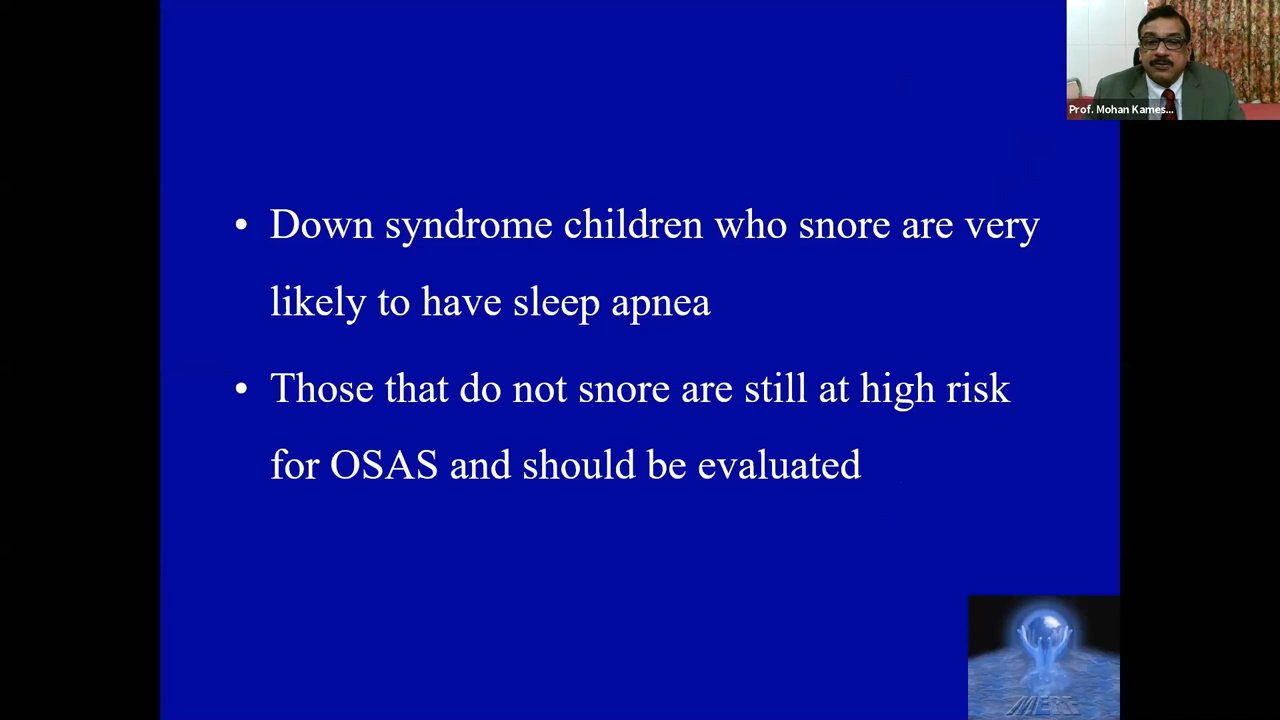 Prof. Mohan Kames...
• Down syndrome children who snore are very
likely to have sleep apnea
• Those that do not snore are still at high risk
for OSAS and should be evaluated